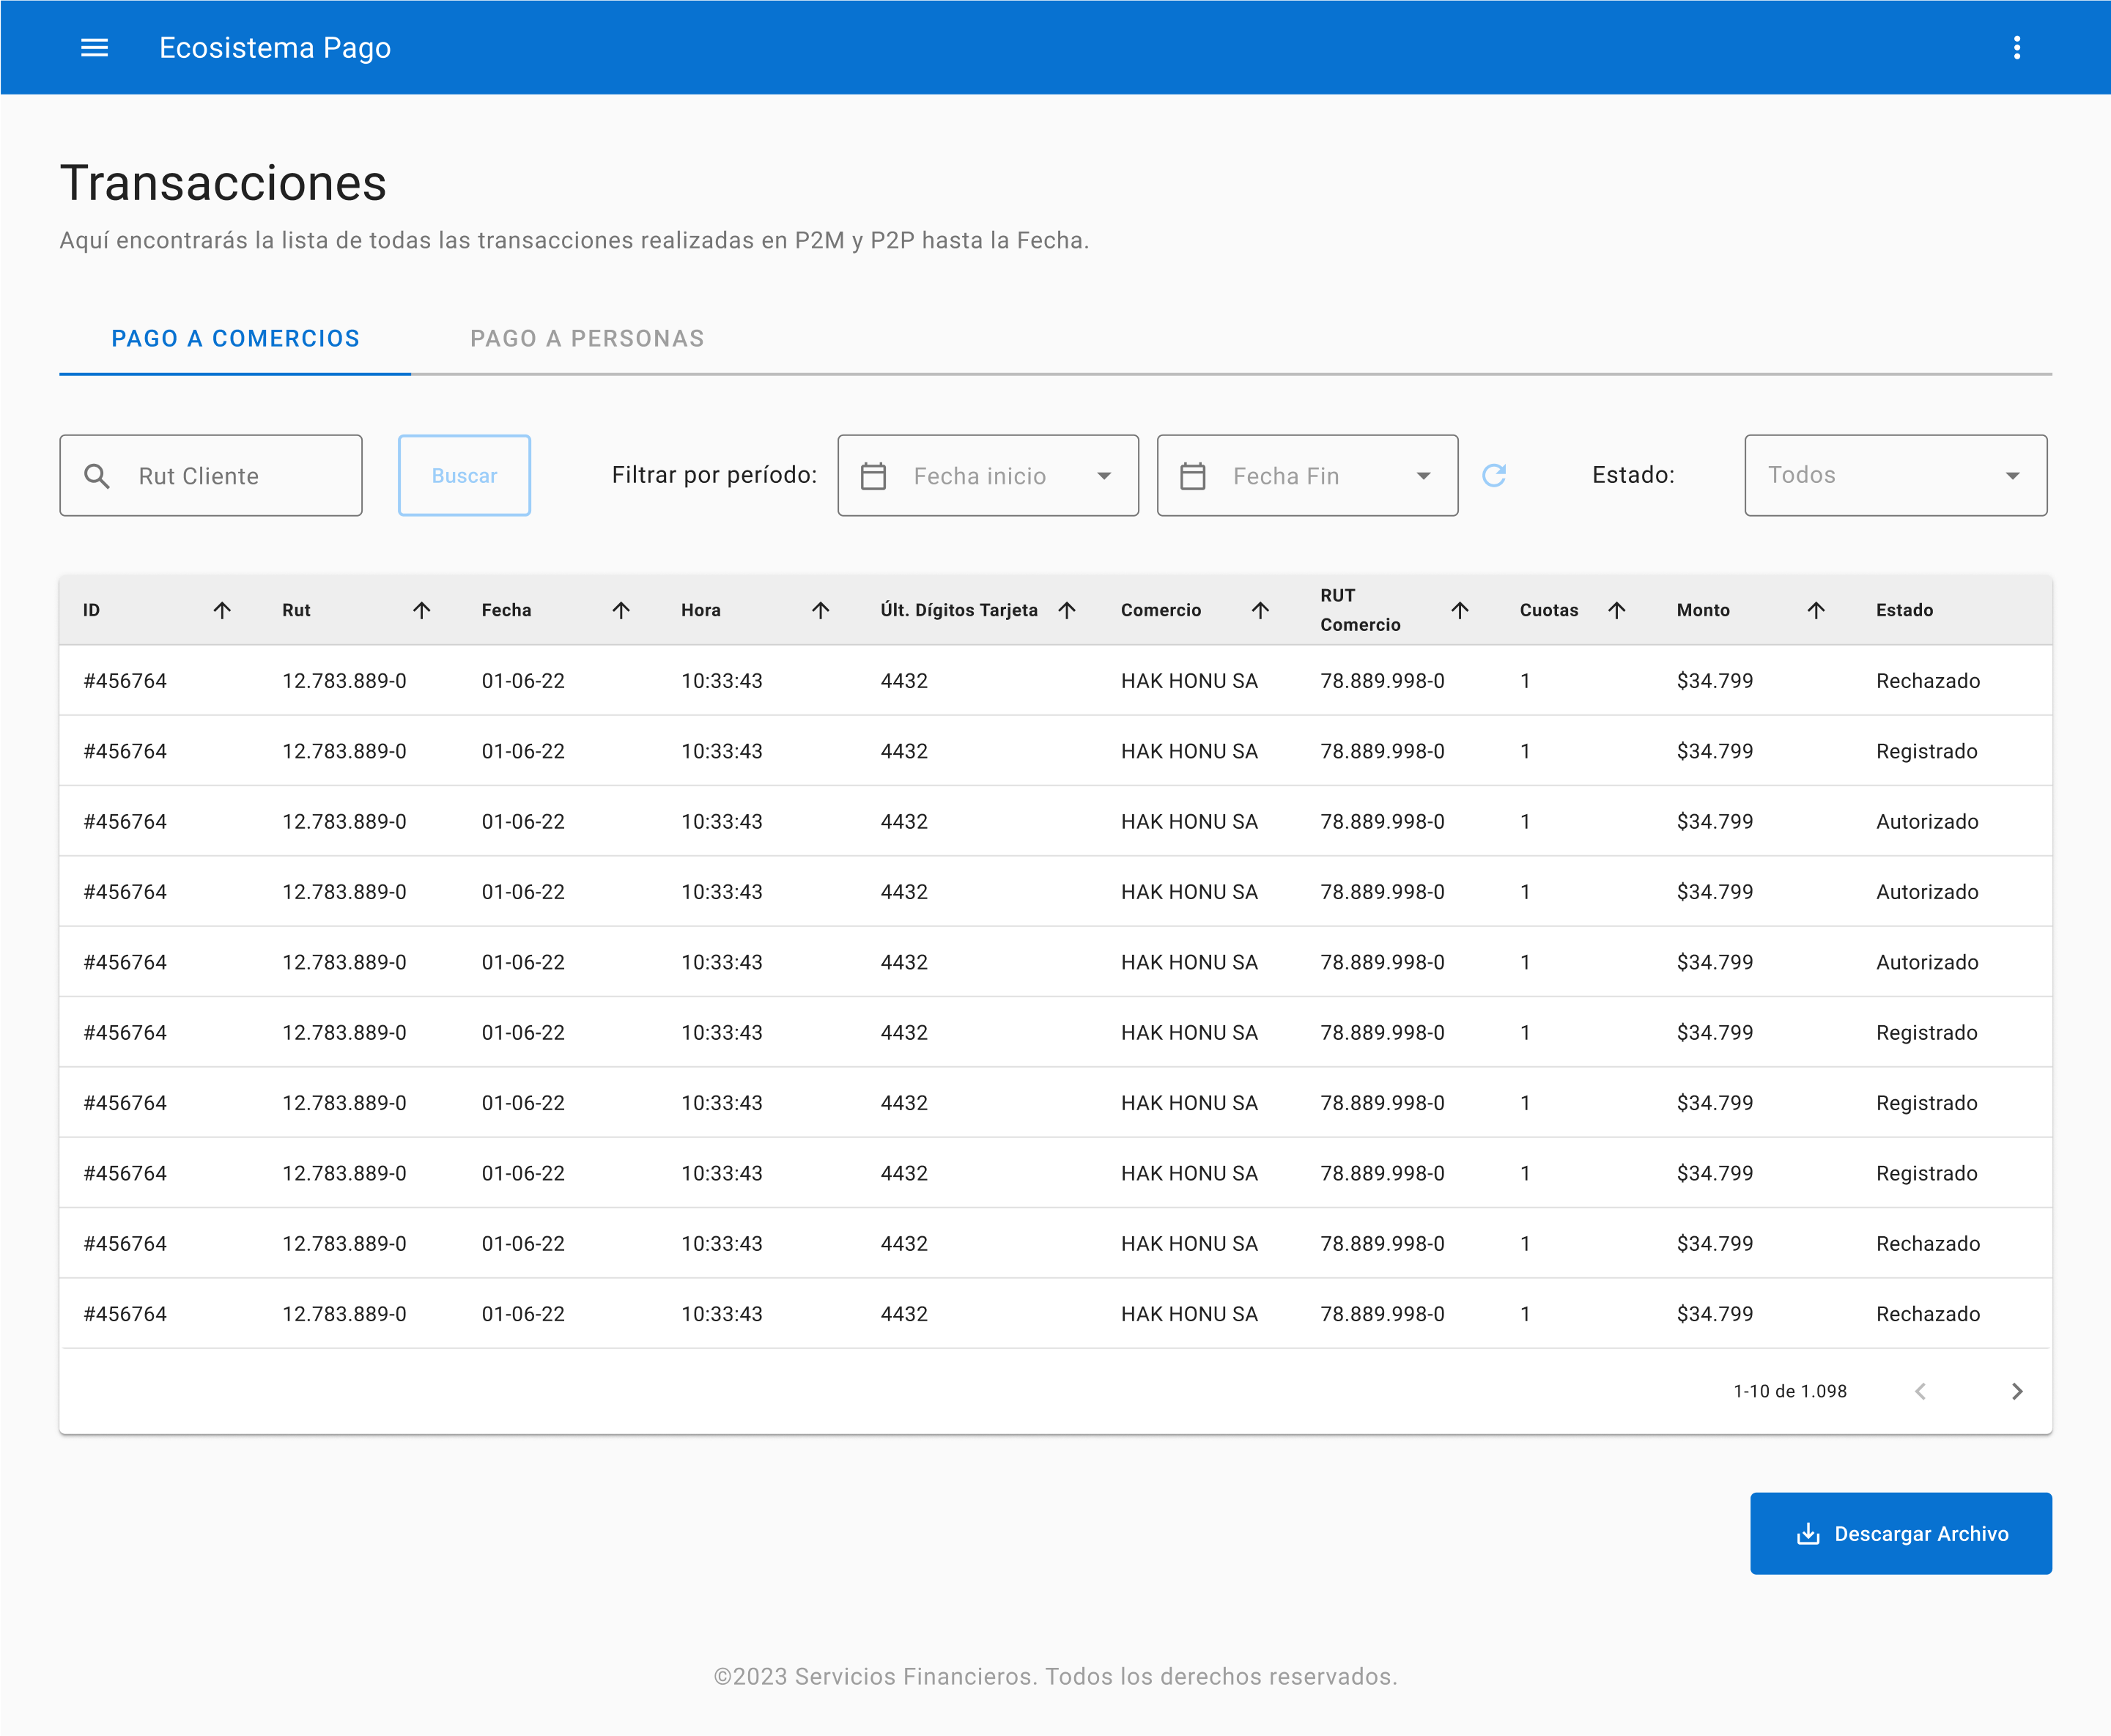 Ecosistema Pago
Transacciones
Aquí encontrarás la lista de todas las transacciones realizadas en P2M y P2P hasta la Fecha.
PAGO A COMERCIOS PAGO A PERSONAS
Rut Cliente Buscar Filtrar por período: Fecha inicio Fecha Fin Estado: Todos
ID Rut Fecha Hora Últ. Dígitos Tarjeta Comercio RUT Comercio Cuotas Monto Estado
#456764 12.783.889-0 01-06-22 10:33:43 4432 HAK HONU SA 78.889.998-0 1 $34.799 Rechazado
#456764 12.783.889-0 01-06-22 10:33:43 4432 HAK HONU SA 78.889.998-0 1 $34.799 Registrado
#456764 12.783.889-0 01-06-22 10:33:43 4432 HAK HONU SA 78.889.998-0 1 $34.799 Autorizado
#456764 12.783.889-0 01-06-22 10:33:43 4432 HAK HONU SA 78.889.998-0 1 $34.799 Autorizado
#456764 12.783.889-0 01-06-22 10:33:43 4432 HAK HONU SA 78.889.998-0 1 $34.799 Autorizado
#456764 12.783.889-0 01-06-22 10:33:43 4432 HAK HONU SA 78.889.998-0 1 $34.799 Registrado
#456764 12.783.889-0 01-06-22 10:33:43 4432 HAK HONU SA 78.889.998-0 1 $34.799 Registrado
#456764 12.783.889-0 01-06-22 10:33:43 4432 HAK HONU SA 78.889.998-0 1 $34.799 Registrado
#456764 12.783.889-0 01-06-22 10:33:43 4432 HAK HONU SA 78.889.998-0 1 $34.799 Rechazado
#456764 12.783.889-0 01-06-22 10:33:43 4432 HAK HONU SA 78.889.998-0 1 $34.799 Rechazado
1-10 de 1.098
Descargar Archivo
©2023 Servicios Financieros. Todos los derechos reservados.